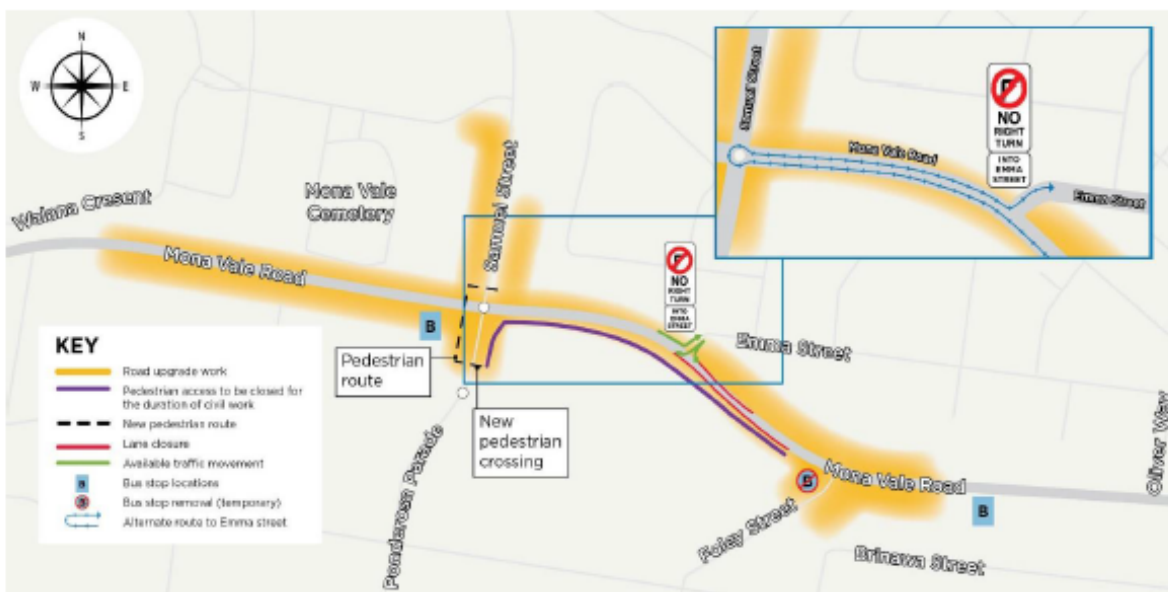 N
W
E
S
Waiana Cresent
Mona Vale
Cemetery
Samuel Street
Mona Vale Road
Samuel Street
Mona Vale Road
NO
RIGHT
TURN
INTO
EMMA
STREET
Emma Street
NO
RIGHT
TURN
INTO
EMMA
STREET
Emma Street
B
Pedestrian
route
New
pedestrian
crossing
Ponderosa Parade
Mona Vale Road
B
Foley Street
B
Brinawa Street
Oliver Way
KEY
Road upgrade work
Pedestrian access to be closed for
the duration of civil work
New pedestrian route
Lane closure
Available traffic movement
B
Bus stop locations
B
Bus stop removal (temporary)
Alternate route to Emma street